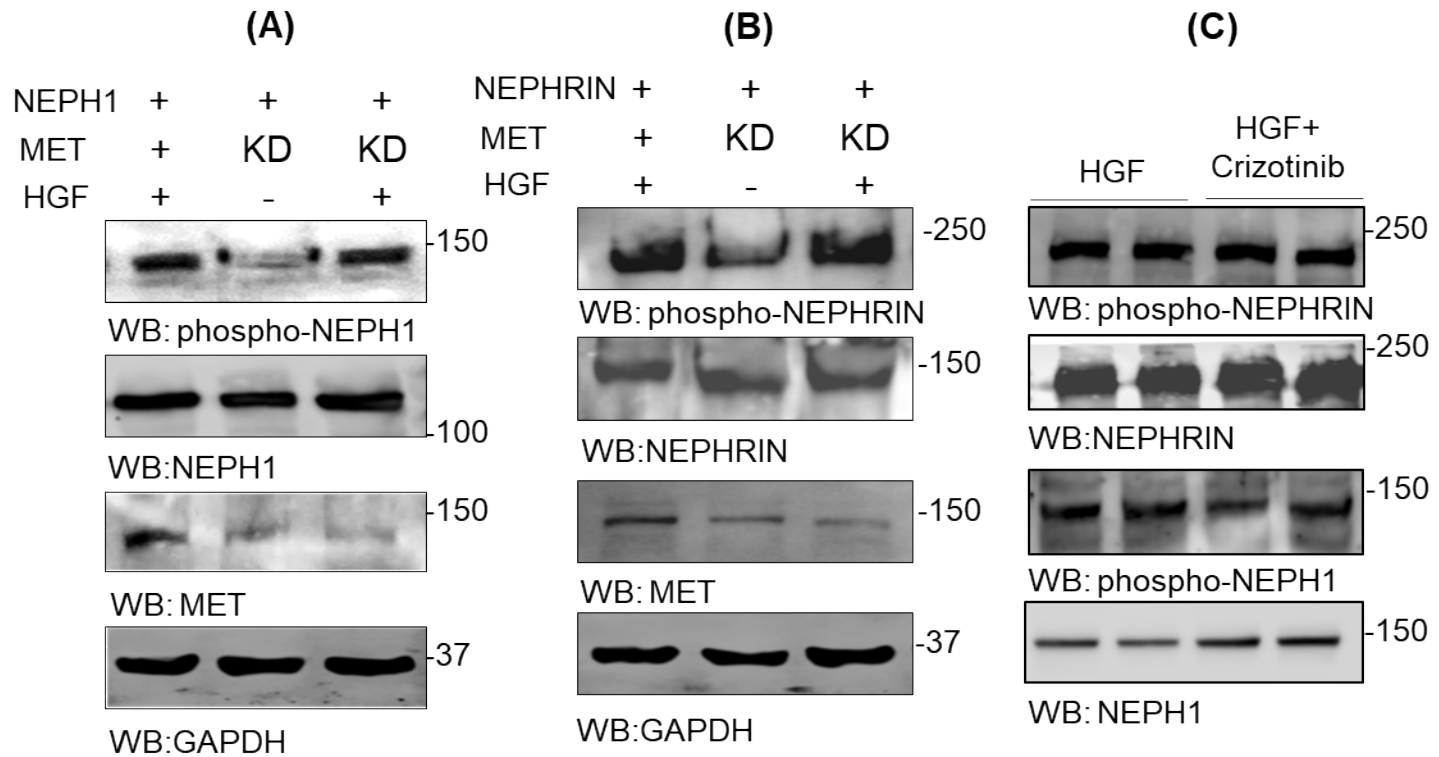 (A)
NEPH1 + + +
MET + KD KD
HGF + - +
-150
WB: phospho-NEPH1
-100
WB:NEPH1
-150
WB: MET
-37
WB:GAPDH
(B)
NEPHRIN + + +
MET + KD KD
HGF + - +
-250
WB: phospho-NEPHRIN
-150
WB:NEPHRIN
-150
WB: MET
-37
WB:GAPDH
(C)
HGF+
HGF Crizotinib
-250
WB: phospho-NEPHRIN
-250
WB:NEPHRIN
-150
WB: phospho-NEPH1
-150
WB: NEPH1